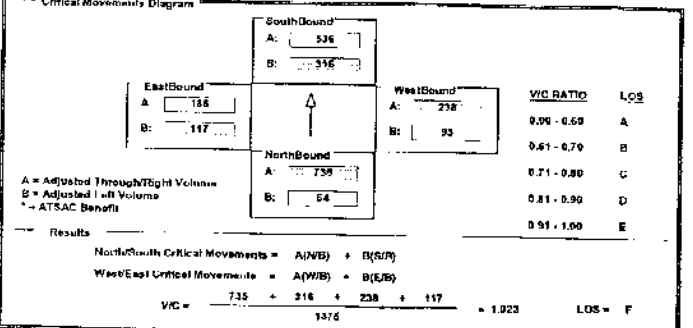 Critical Movements Diagram
SouthBound
A: 536
B: 316
EastBound
A
B: 117
WestBound
A: 238
B: 93
NorthBound
A: 735
B: 64
V/C RATIO LOS
0.00 - 0.60 A
0.61 - 0.70 B
0.71 - 0.80 C
0.81 - 0.90 D
0.91 - 1.00 E
A = Adjusted Through/Right Volume
B = Adjusted Left Volume
* = ATSAC Benefit
Results
North/South Critical Movements = A(N/B) + B(S/B)
West/East Critical Movements = A(W/B) + B(E/B)
V/C = 735 + 316 + 238 + 117 = 1.023 LOS = F
1375